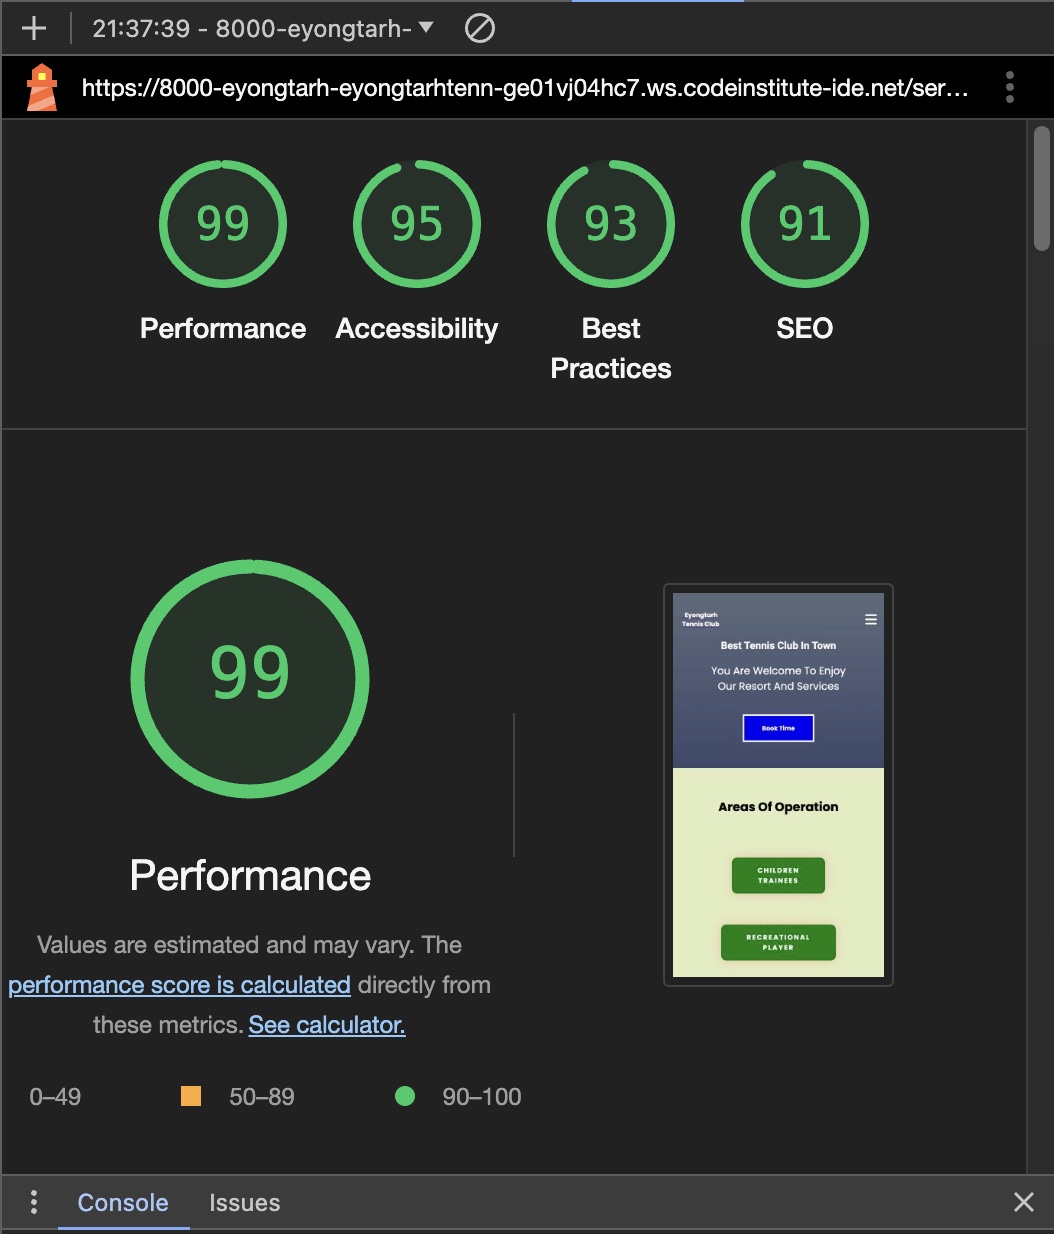 21:37:39 - 8000-eyongtarh-
https://8000-eyongtarh-eyongtarhtenn-ge01vj04hc7.ws.codeinstitute-ide.net/ser…
99 95 93 91
Performance Accessibility Best Practices SEO
99
Performance
Values are estimated and may vary. The
performance score is calculated directly from
these metrics. See calculator.
0–49 50–89 90–100
Eyongtarh
Tennis Club
Best Tennis Club In Town
You Are Welcome To Enjoy
Our Resort And Services
Book Time
Areas Of Operation
CHILDREN
TRAINEES
RECREATIONAL
PLAYER
Console Issues